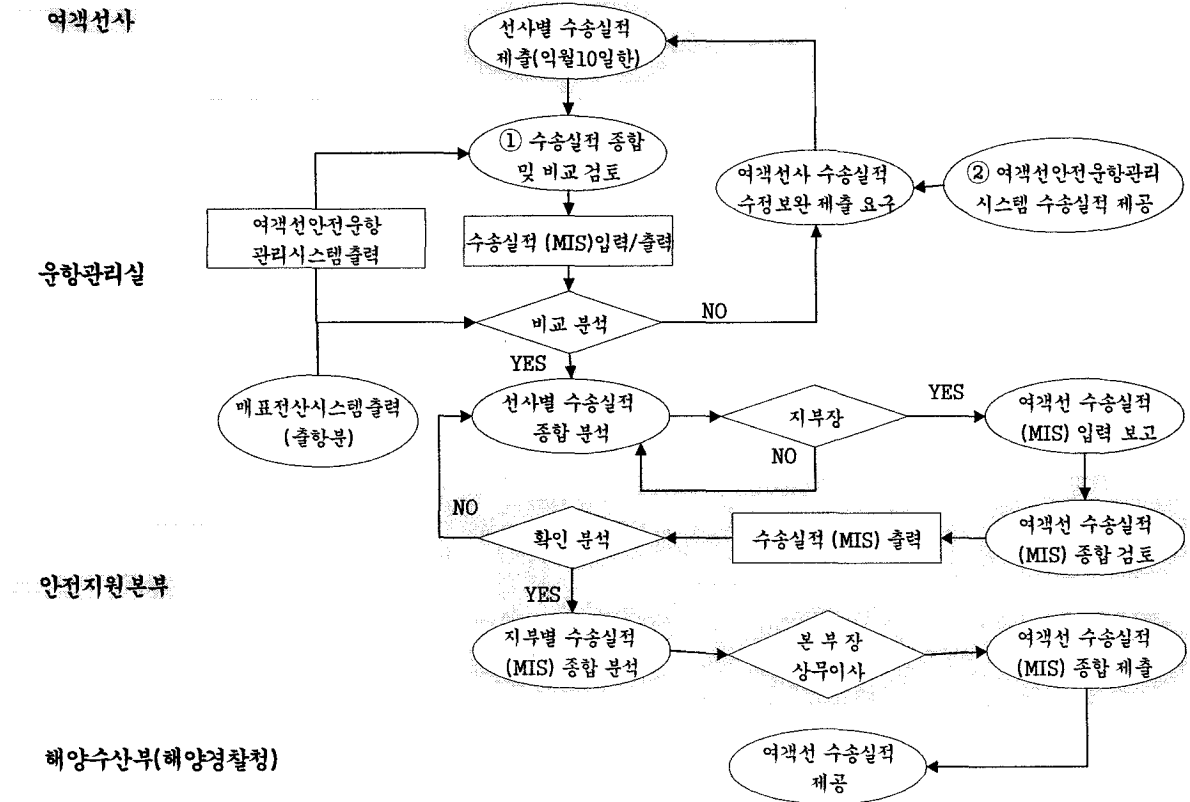 여객선사
선사별 수송실적
제출(익월10일한)
① 수송실적 종합
및 비교 검토
여객선사 수송실적
수정보완 제출 요구
② 여객선안전운항관리
시스템 수송실적 제공
여객선안전운항
관리시스템출력
수송실적 (MIS)입력/출력
운항관리실
비교 분석
NO
YES
매표전산시스템출력
(출항분)
선사별 수송실적
종합 분석
지부장
YES
NO
여객선 수송실적
(MIS) 입력 보고
NO
확인 분석
수송실적 (MIS) 출력
여객선 수송실적
(MIS) 종합 검토
안전지원본부
YES
지부별 수송실적
(MIS) 종합 분석
본 부 장
상무이사
여객선 수송실적
(MIS) 종합 제출
해양수산부(해양경찰청)
여객선 수송실적
제공